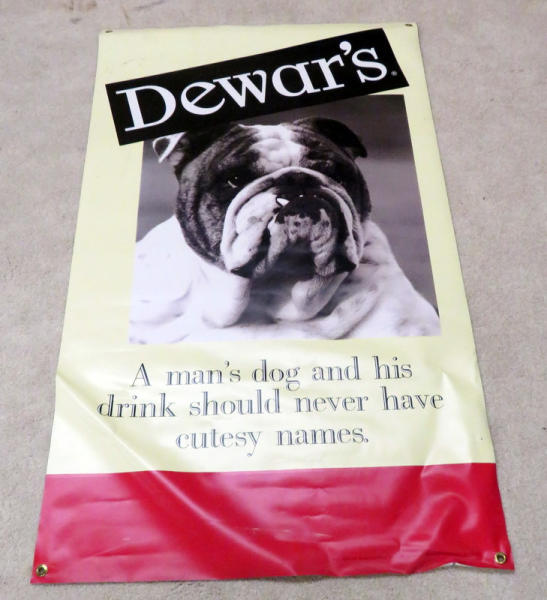 Dewar's®
A man's dog and his
drink should never have
cutesy names.